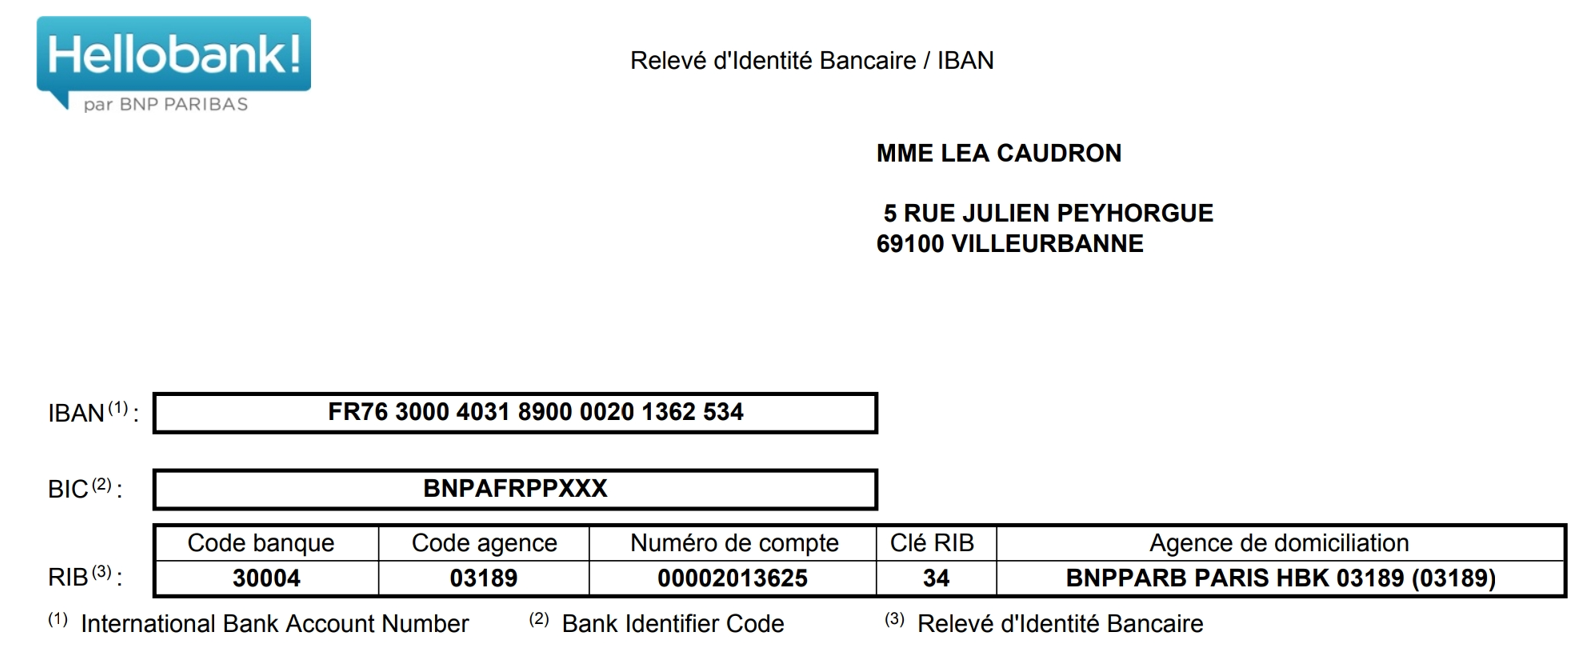 Hellobank!
par BNP PARIBAS
Relevé d'Identité Bancaire / IBAN
MME LEA CAUDRON
5 RUE JULIEN PEYHORGUE
69100 VILLEURBANNE
IBAN (1) : FR76 3000 4031 8900 0020 1362 534
BIC (2) : BNPAFRPPXXX
Code banque Code agence Numéro de compte Clé RIB Agence de domiciliation
RIB (3) : 30004 03189 00002013625 34 BNPPARB PARIS HBK 03189 (03189)
(1) International Bank Account Number (2) Bank Identifier Code (3) Relevé d'Identité Bancaire